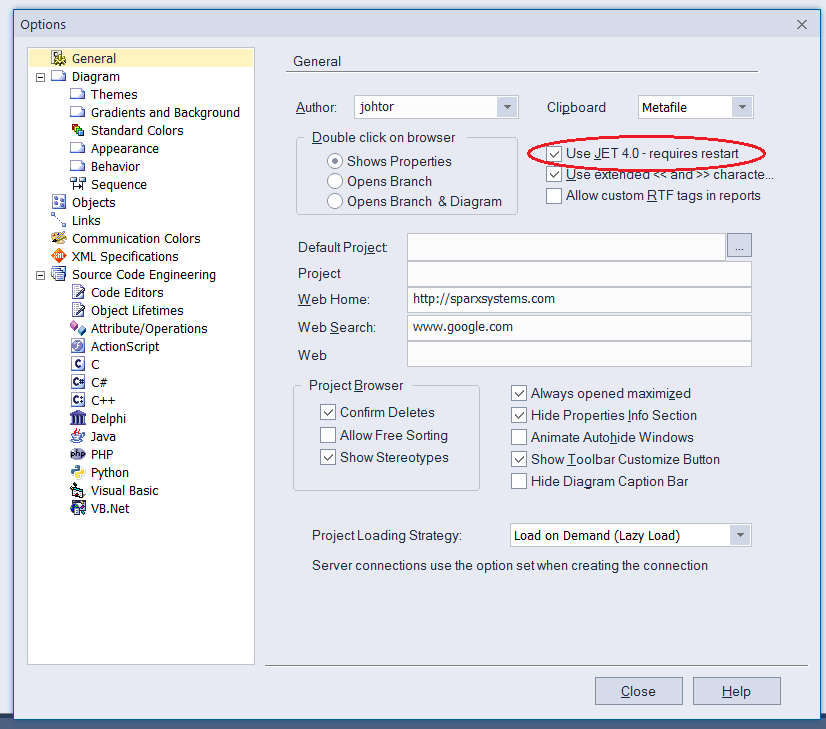 Options
General
Diagram
Themes
Gradients and Background
Standard Colors
Appearance
Behavior
Sequence
Objects
Links
Communication Colors
XML Specifications
Source Code Engineering
Code Editors
Object Lifetimes
Attribute/Operations
ActionScript
C
C#
C++
Delphi
Java
PHP
Python
Visual Basic
VB.Net
General
Author: johtor Clipboard Metafile
Double click on browser
Shows Properties
Opens Branch
Opens Branch & Diagram
Use JET 4.0 - requires restart
Use extended << and >> characte...
Allow custom RTF tags in reports
Default Project: ...
Project
Web Home: http://sparxsystems.com
Web Search: www.google.com
Web
Project Browser
Confirm Deletes
Allow Free Sorting
Show Stereotypes
Always opened maximized
Hide Properties Info Section
Animate Autohide Windows
Show Toolbar Customize Button
Hide Diagram Caption Bar
Project Loading Strategy: Load on Demand (Lazy Load)
Server connections use the option set when creating the connection
Close Help